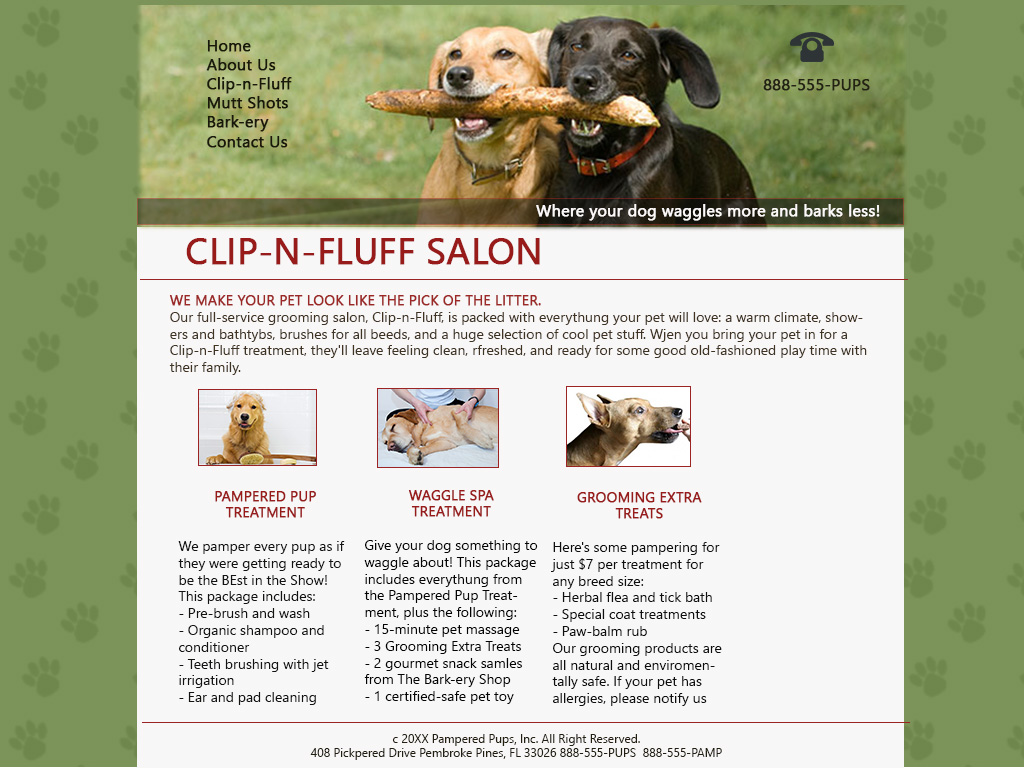 Home
About Us
Clip-n-Fluff
Mutt Shots
Bark-ery
Contact Us
888-555-PUPS
Where your dog waggles more and barks less!
CLIP-N-FLUFF SALON
WE MAKE YOUR PET LOOK LIKE THE PICK OF THE LITTER.
Our full-service grooming salon, Clip-n-Fluff, is packed with everythung your pet will love: a warm climate, show-
ers and bathtybs, brushes for all beeds, and a huge selection of cool pet stuff. Wjen you bring your pet in for a
Clip-n-Fluff treatment, they'll leave feeling clean, rfreshed, and ready for some good old-fashioned play time with
their family.
PAMPERED PUP
TREATMENT
We pamper every pup as if
they were getting ready to
be the BEst in the Show!
This package includes:
- Pre-brush and wash
- Organic shampoo and
conditioner
- Teeth brushing with jet
irrigation
- Ear and pad cleaning
WAGGLE SPA
TREATMENT
Give your dog something to
waggle about! This package
includes everythung from
the Pampered Pup Treat-
ment, plus the following:
- 15-minute pet massage
- 3 Grooming Extra Treats
- 2 gourmet snack samles
from The Bark-ery Shop
- 1 certified-safe pet toy
GROOMING EXTRA
TREATS
Here's some pampering for
just $7 per treatment for
any breed size:
- Herbal flea and tick bath
- Special coat treatments
- Paw-balm rub
Our grooming products are
all natural and enviromen-
tally safe. If your pet has
allergies, please notify us
c 20XX Pampered Pups, Inc. All Right Reserved.
408 Pickpered Drive Pembroke Pines, FL 33026 888-555-PUPS 888-555-PAMP